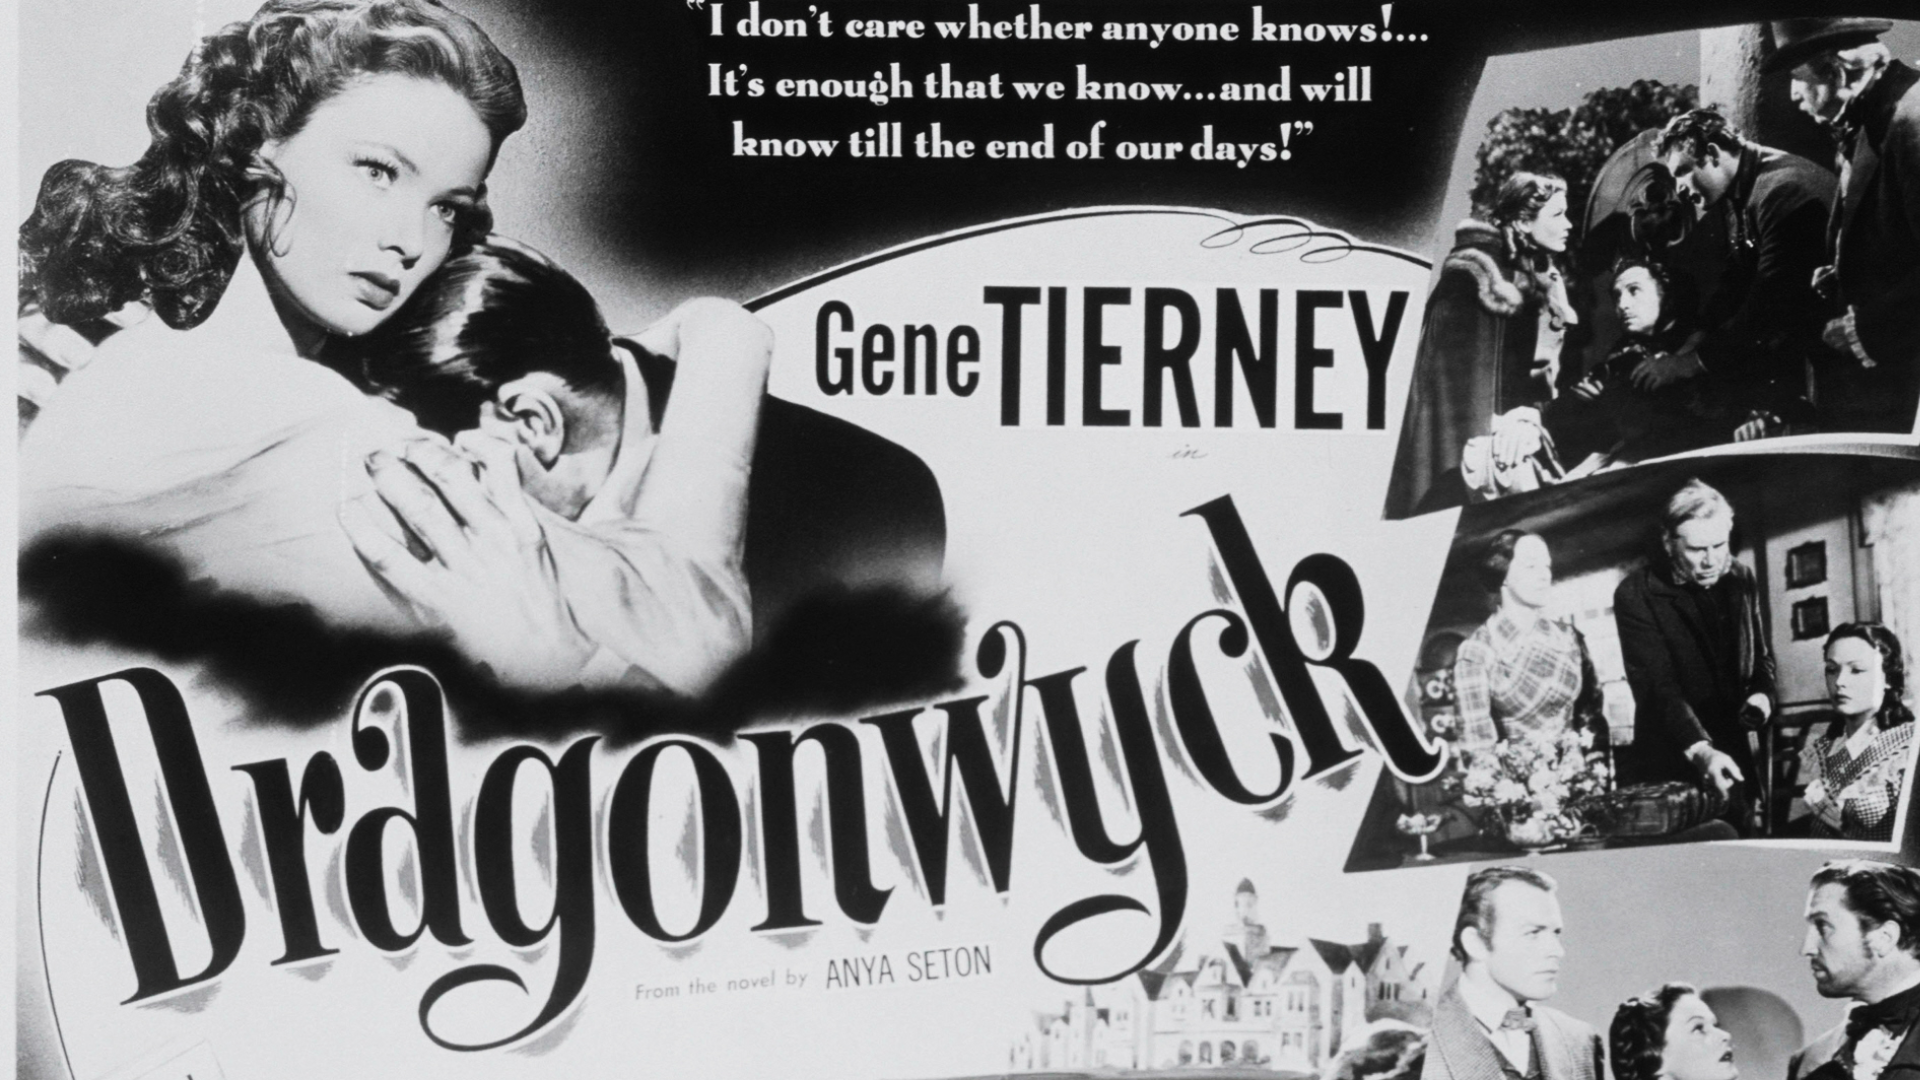 "I don't care whether anyone knows!...
It's enough that we know...and will
know till the end of our days!"
Gene TIERNEY
in
Dragonwyck
From the novel by ANYA SETON